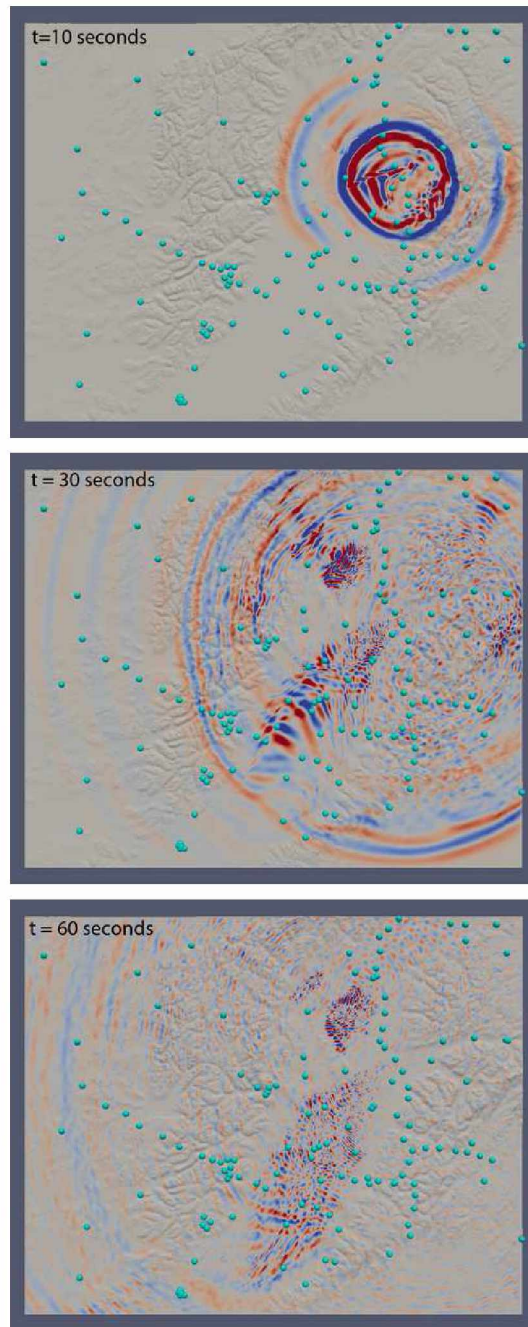 t=10 seconds
t = 30 seconds
t = 60 seconds